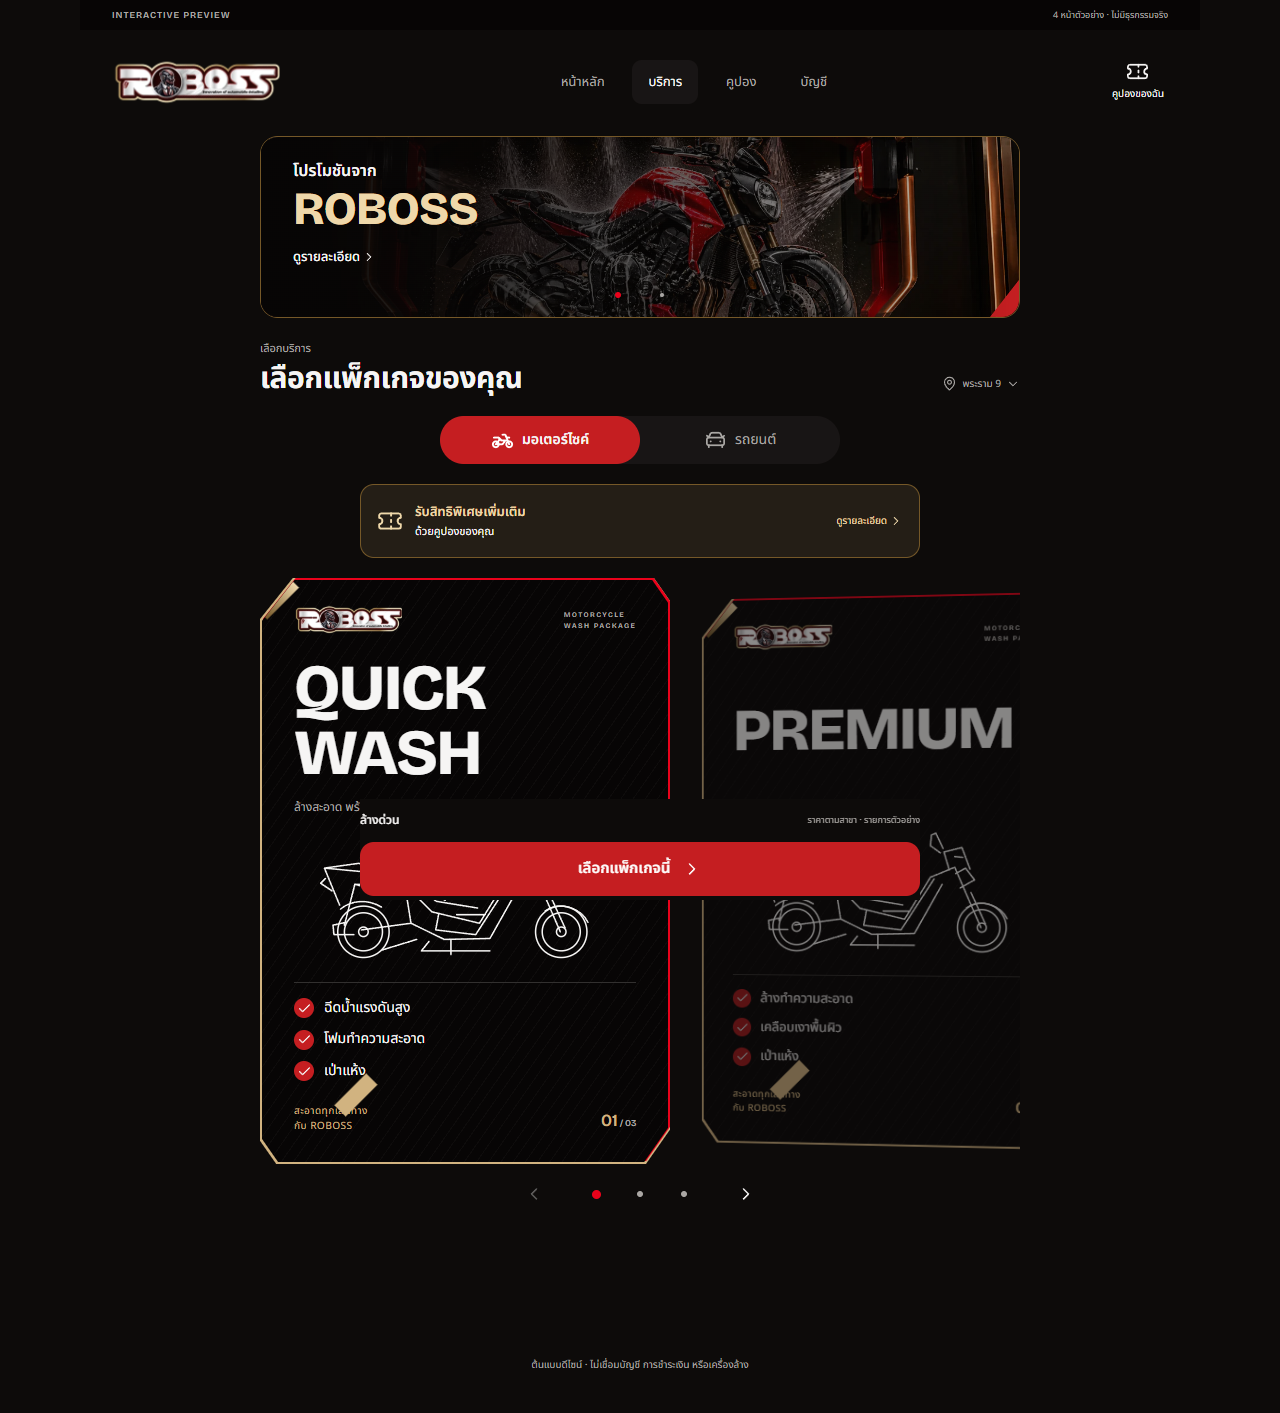 INTERACTIVE PREVIEW
4 หน้าตัวอย่าง · ไม่มีธุรกรรมจริง
ROBOSS
หน้าหลัก
บริการ
คูปอง
บัญชี
คูปองของฉัน
โปรโมชันจาก
ROBOSS
ดูรายละเอียด
เลือกบริการ
เลือกแพ็กเกจของคุณ
พระราม 9
มอเตอร์ไซค์
รถยนต์
รับสิทธิพิเศษเพิ่มเติม
ด้วยคูปองของคุณ
ดูรายละเอียด
ROBOSS
MOTORCYCLE
WASH PACKAGE
QUICK
WASH
ล้างสะอาด พร้
ROBOSS
MOTORC
WASH PA
PREMIUM
ล้างด่วน
ราคาตามสาขา · รายการตัวอย่าง
เลือกแพ็กเกจนี้
ฉีดน้ำแรงดันสูง
โฟมทำความสะอาด
เป่าแห้ง
กับ ROBOSS
01 / 03
ล้างทำความสะอาด
เคลือบเงาพื้นผิว
เป่าแห้ง
กับ ROBOSS
ต้นแบบดีไซน์ · ไม่เชื่อมบัญชี การชำระเงิน หรือเครื่องล้าง